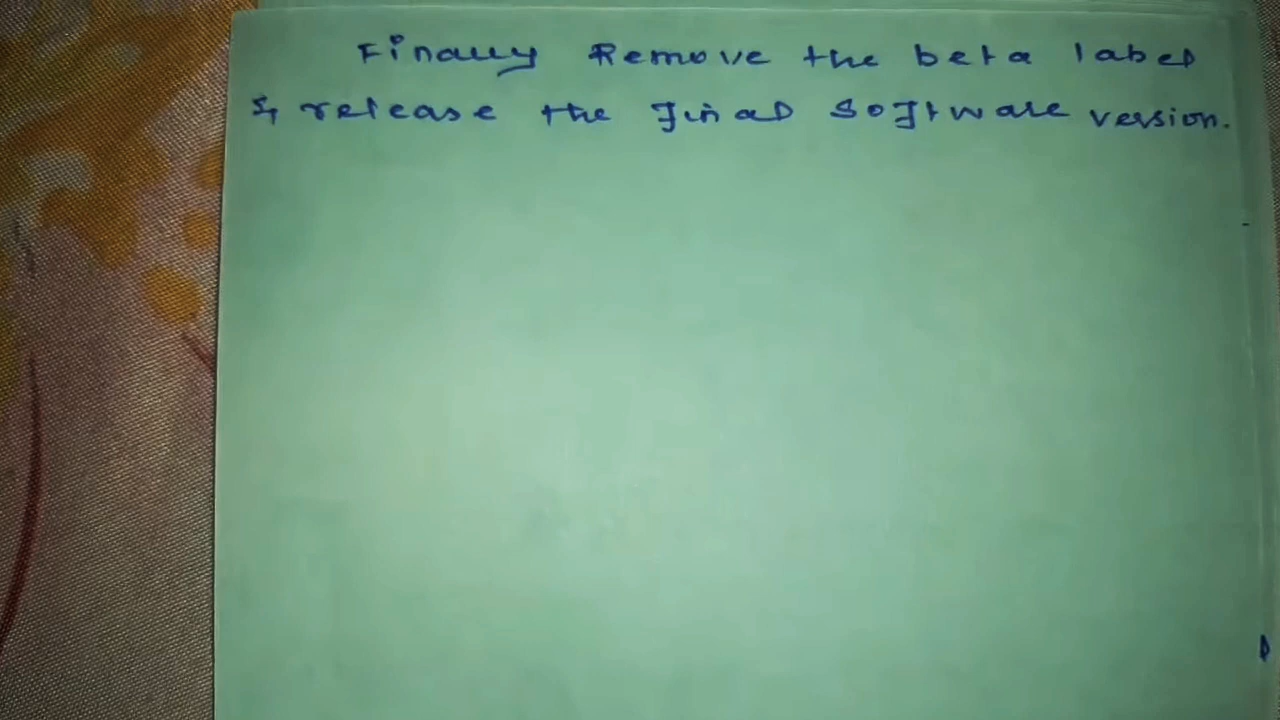 Finally Remove the beta label
& release the final software version.